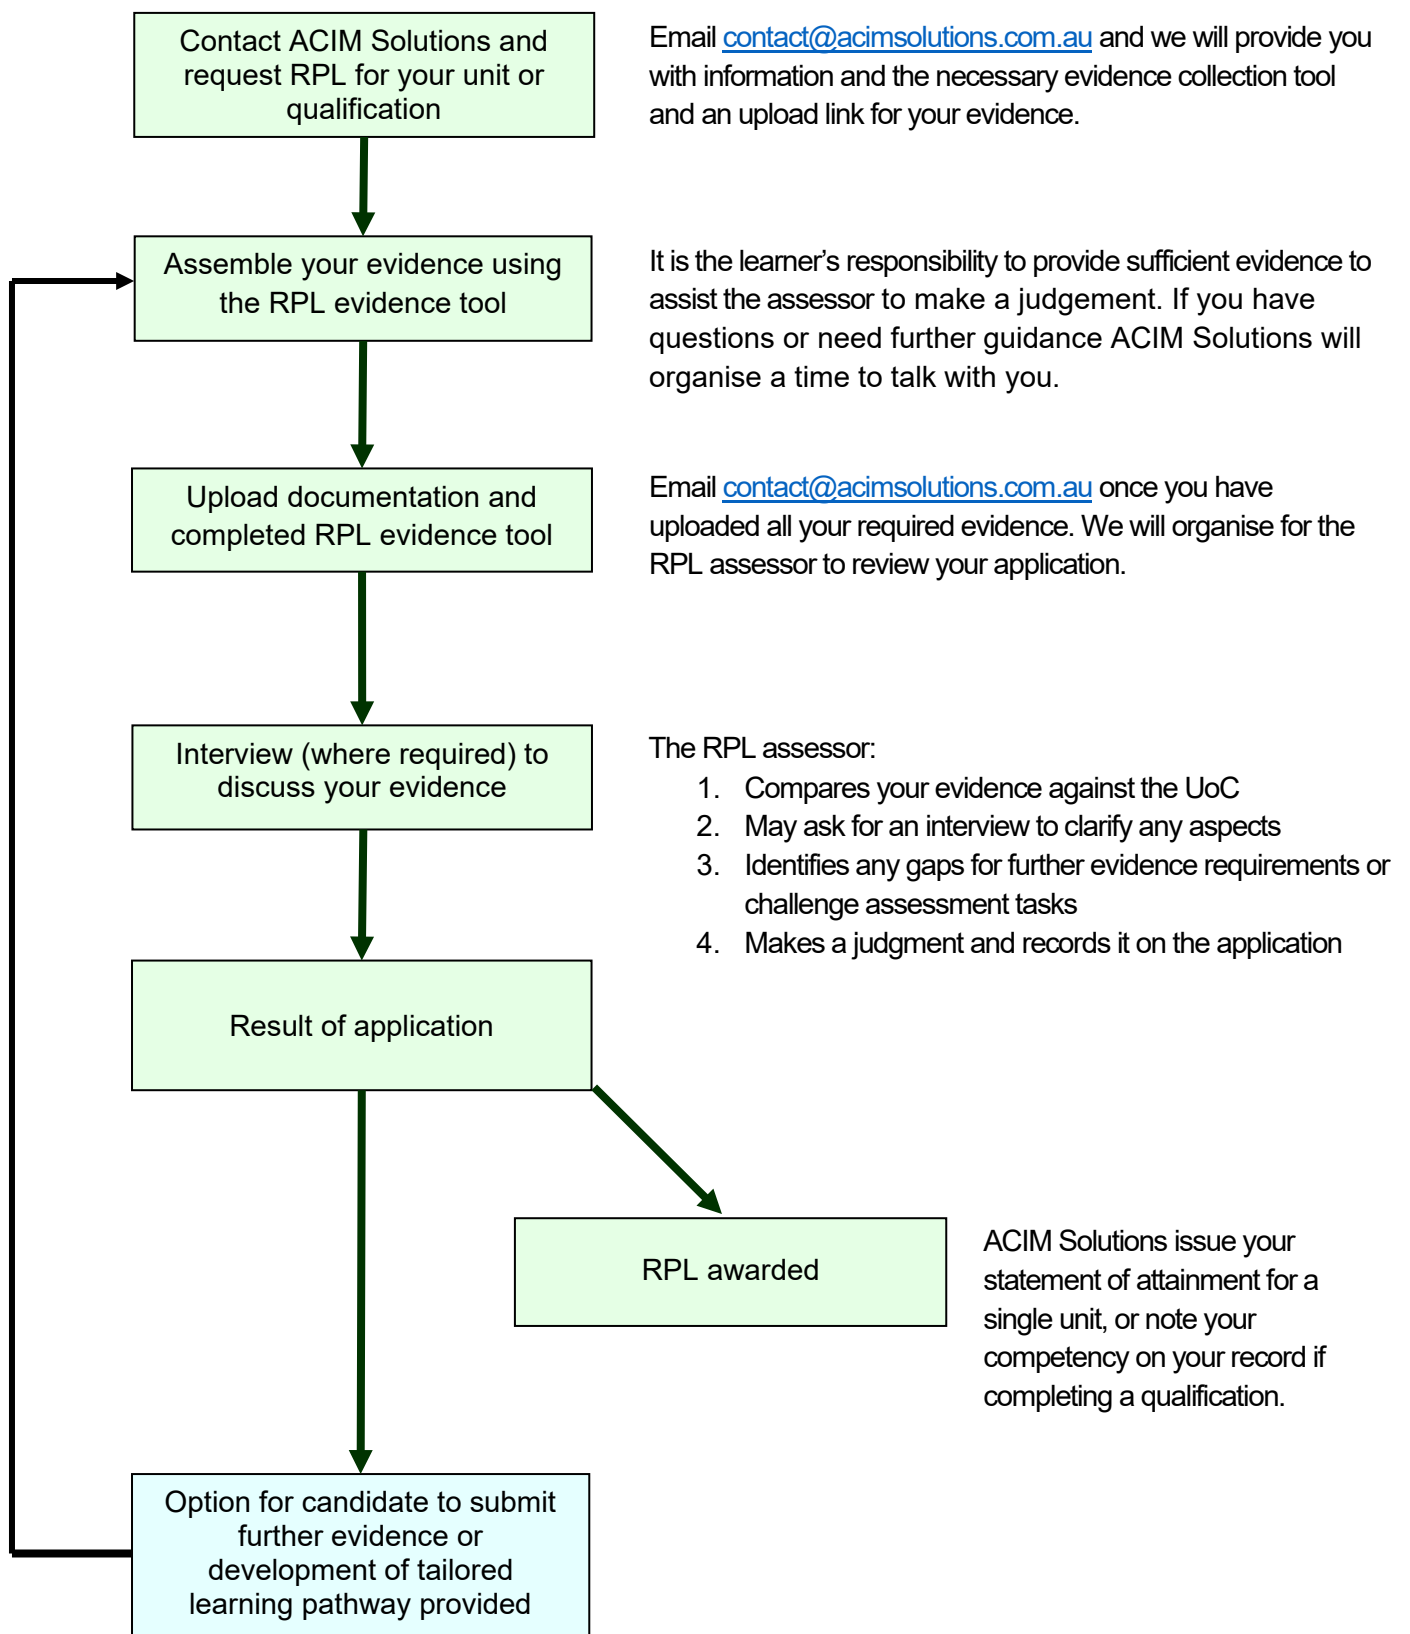 Contact ACIM Solutions and
request RPL for your unit or
qualification
Email contact@acimsolutions.com.au and we will provide you
with information and the necessary evidence collection tool
and an upload link for your evidence.
Assemble your evidence using
the RPL evidence tool
It is the learner’s responsibility to provide sufficient evidence to
assist the assessor to make a judgement. If you have
questions or need further guidance ACIM Solutions will
organise a time to talk with you.
Upload documentation and
completed RPL evidence tool
Email contact@acimsolutions.com.au once you have
uploaded all your required evidence. We will organise for the
RPL assessor to review your application.
Interview (where required) to
discuss your evidence
The RPL assessor:
1. Compares your evidence against the UoC
2. May ask for an interview to clarify any aspects
3. Identifies any gaps for further evidence requirements or
challenge assessment tasks
4. Makes a judgment and records it on the application
Result of application
RPL awarded
ACIM Solutions issue your
statement of attainment for a
single unit, or note your
competency on your record if
completing a qualification.
Option for candidate to submit
further evidence or
development of tailored
learning pathway provided